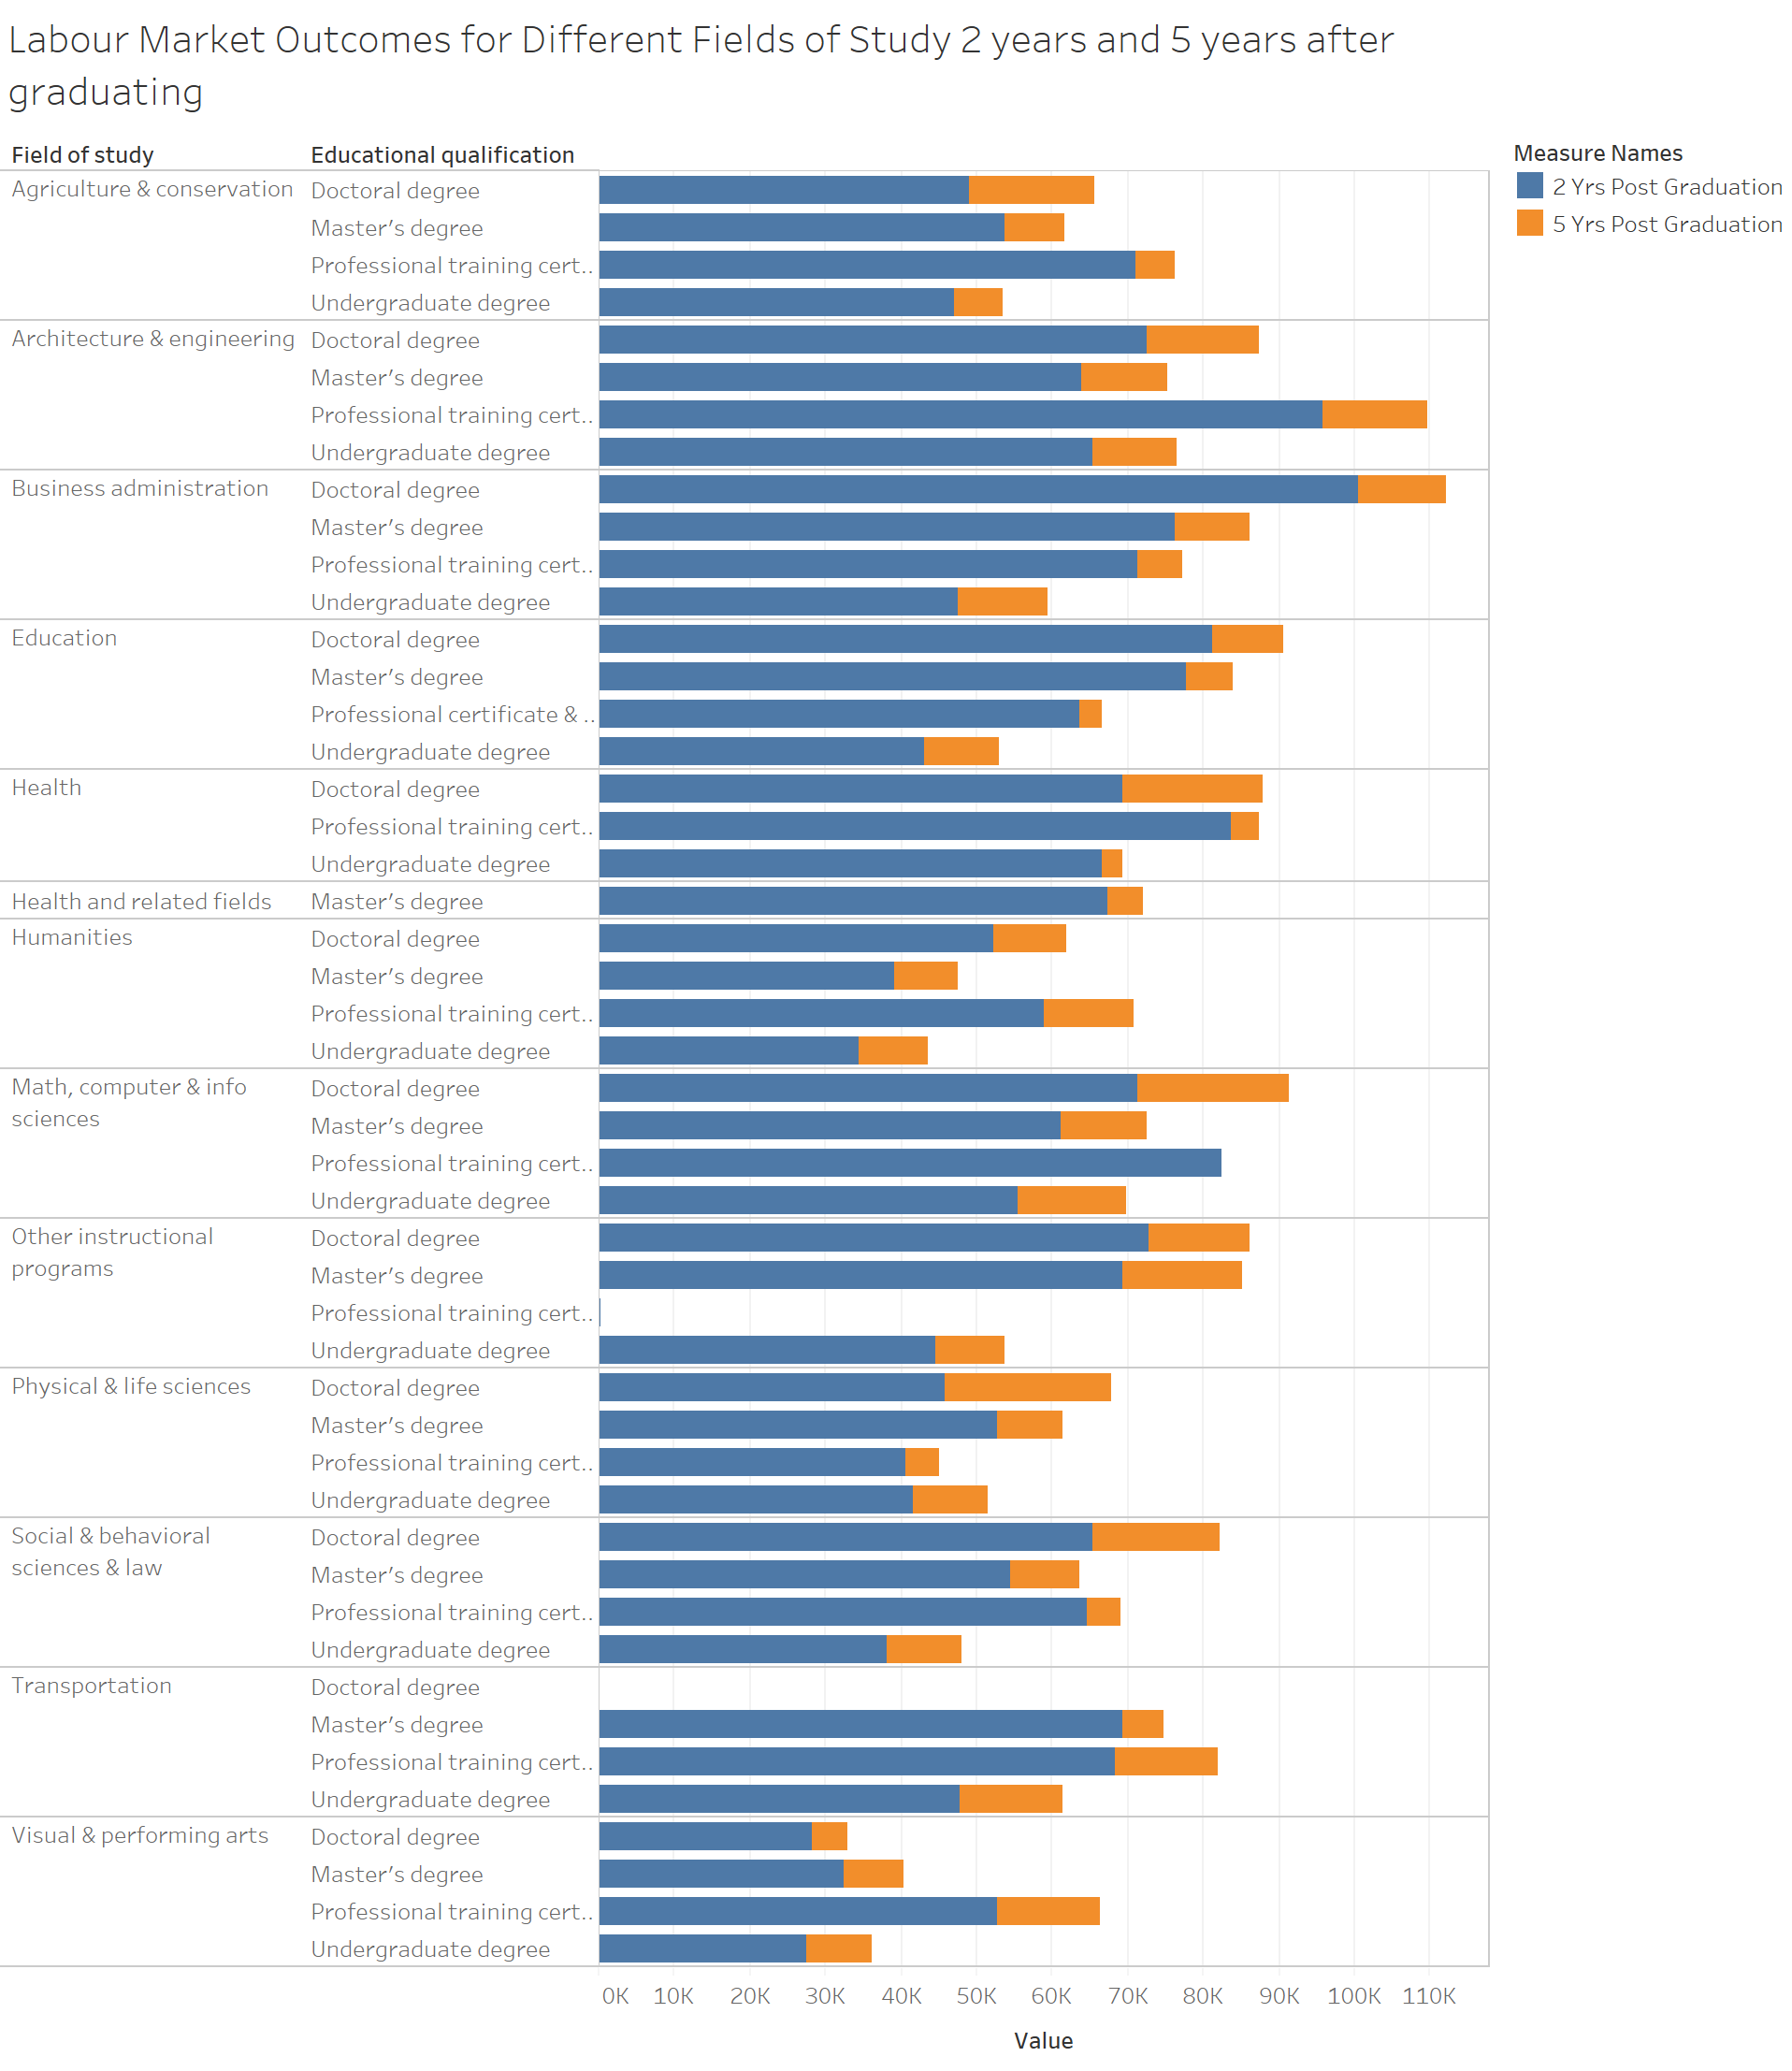 Labour Market Outcomes for Different Fields of Study 2 years and 5 years after
graduating
Field of study Educational qualification
Measure Names
2 Yrs Post Graduation
5 Yrs Post Graduation
Agriculture & conservation Doctoral degree
Master's degree
Professional training cert..
Undergraduate degree
Architecture & engineering Doctoral degree
Master's degree
Professional training cert..
Undergraduate degree
Business administration Doctoral degree
Master's degree
Professional training cert..
Undergraduate degree
Education Doctoral degree
Master's degree
Professional certificate & ..
Undergraduate degree
Health Doctoral degree
Professional training cert..
Undergraduate degree
Health and related fields Master's degree
Humanities Doctoral degree
Master's degree
Professional training cert..
Undergraduate degree
Math, computer & info
sciences
Doctoral degree
Master's degree
Professional training cert..
Undergraduate degree
Other instructional
programs
Doctoral degree
Master's degree
Professional training cert..
Undergraduate degree
Physical & life sciences Doctoral degree
Master's degree
Professional training cert..
Undergraduate degree
Social & behavioral
sciences & law
Doctoral degree
Master's degree
Professional training cert..
Undergraduate degree
Transportation Doctoral degree
Master's degree
Professional training cert..
Undergraduate degree
Visual & performing arts Doctoral degree
Master's degree
Professional training cert..
Undergraduate degree
0K 10K 20K 30K 40K 50K 60K 70K 80K 90K 100K 110K
Value